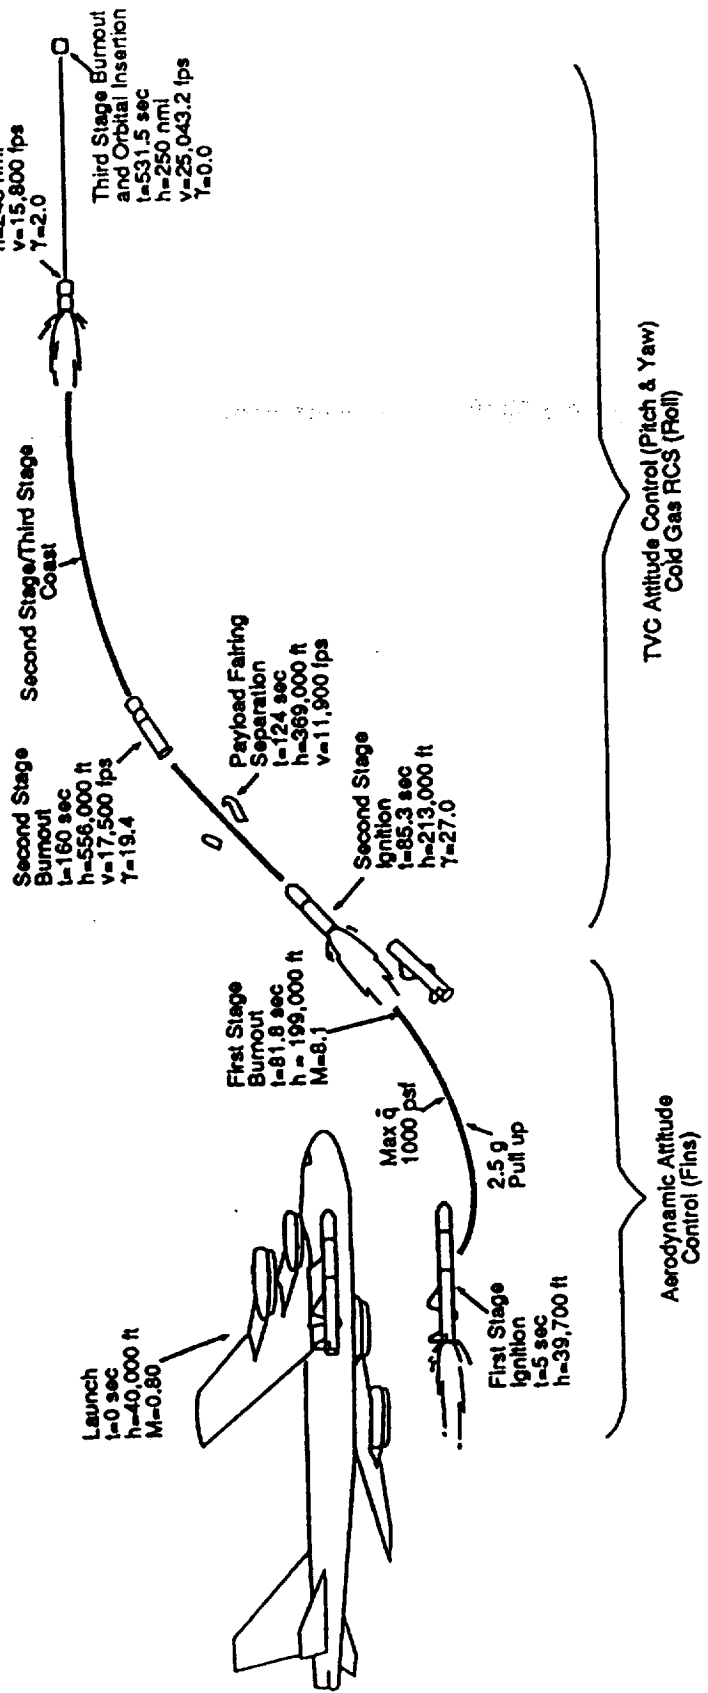 Launch
t=0 sec
h=40,000 ft
M=0.80
First Stage
Ignition
t=5 sec
h=39,700 ft
2.5 g
Pull up
Max q̄
1000 psf
First Stage
Burnout
t=81.8 sec
h = 199,000 ft
M=8.1
Second Stage
Ignition
t=85.3 sec
h=213,000 ft
γ=27.0
Payload Fairing
Separation
t=124 sec
h=369,000 ft
v=11,900 fps
Second Stage
Burnout
t=160 sec
h=556,000 ft
v=17,500 fps
γ=19.4
Second Stage/Third Stage
Coast
v=15,800 fps
γ=2.0
Third Stage Burnout
and Orbital Insertion
t=531.5 sec
h=250 nmi
v=25,043.2 fps
γ=0.0
Aerodynamic Attitude
Control (Fins)
TVC Attitude Control (Pitch & Yaw)
Cold Gas RCS (Roll)